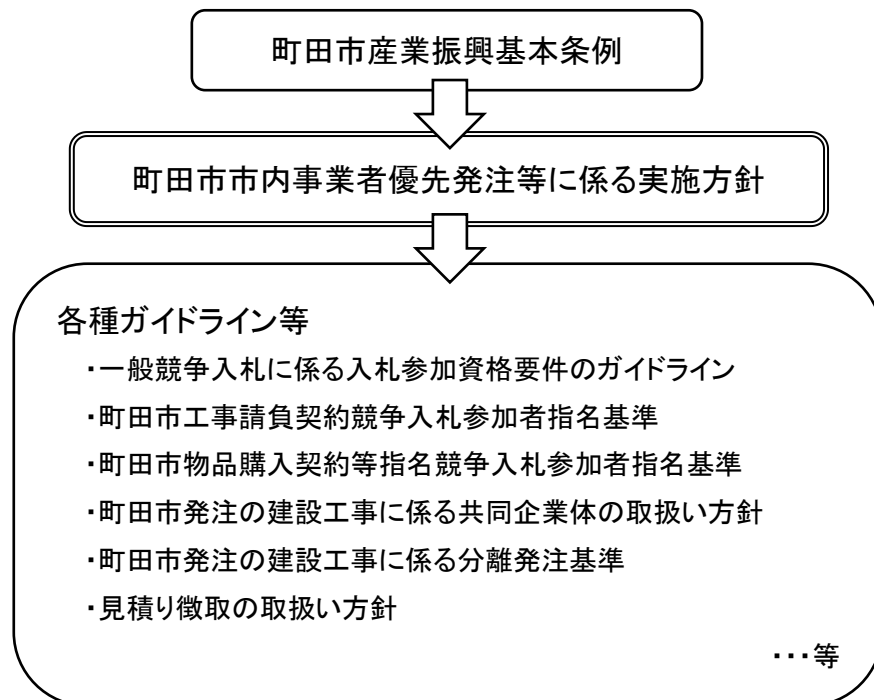 町田市産業振興基本条例
町田市市内事業者優先発注等に係る実施方針
各種ガイドライン等
・一般競争入札に係る入札参加資格要件のガイドライン
・町田市工事請負契約競争入札参加者指名基準
・町田市物品購入契約等指名競争入札参加者指名基準
・町田市発注の建設工事に係る共同企業体の取扱い方針
・町田市発注の建設工事に係る分離発注基準
・見積り徴取の取扱い方針
・・・等